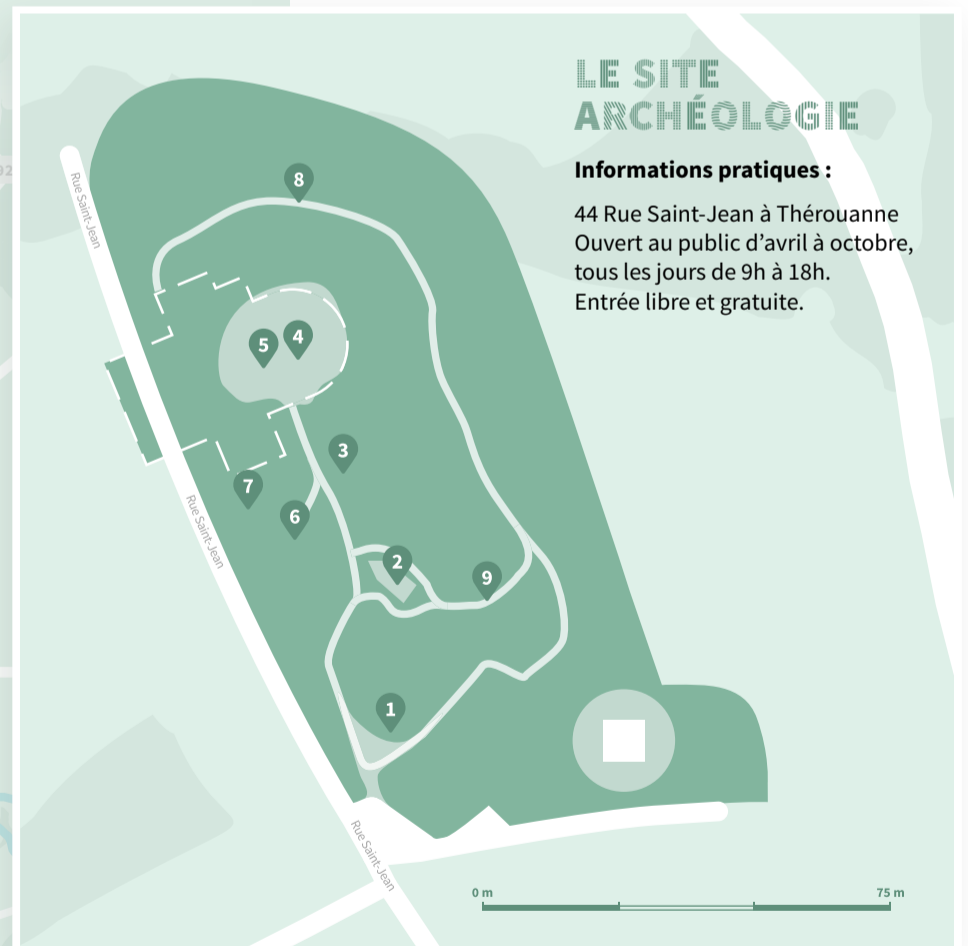 LE SITE
ARCHÉOLOGIE
Informations pratiques :
44 Rue Saint-Jean à Thérouanne
Ouvert au public d’avril à octobre,
tous les jours de 9h à 18h.
Entrée libre et gratuite.
Rue Saint-Jean
8
4
5
3
7
6
Rue Saint-Jean
2
9
1
Rue Saint-Jean
0 m
75 m